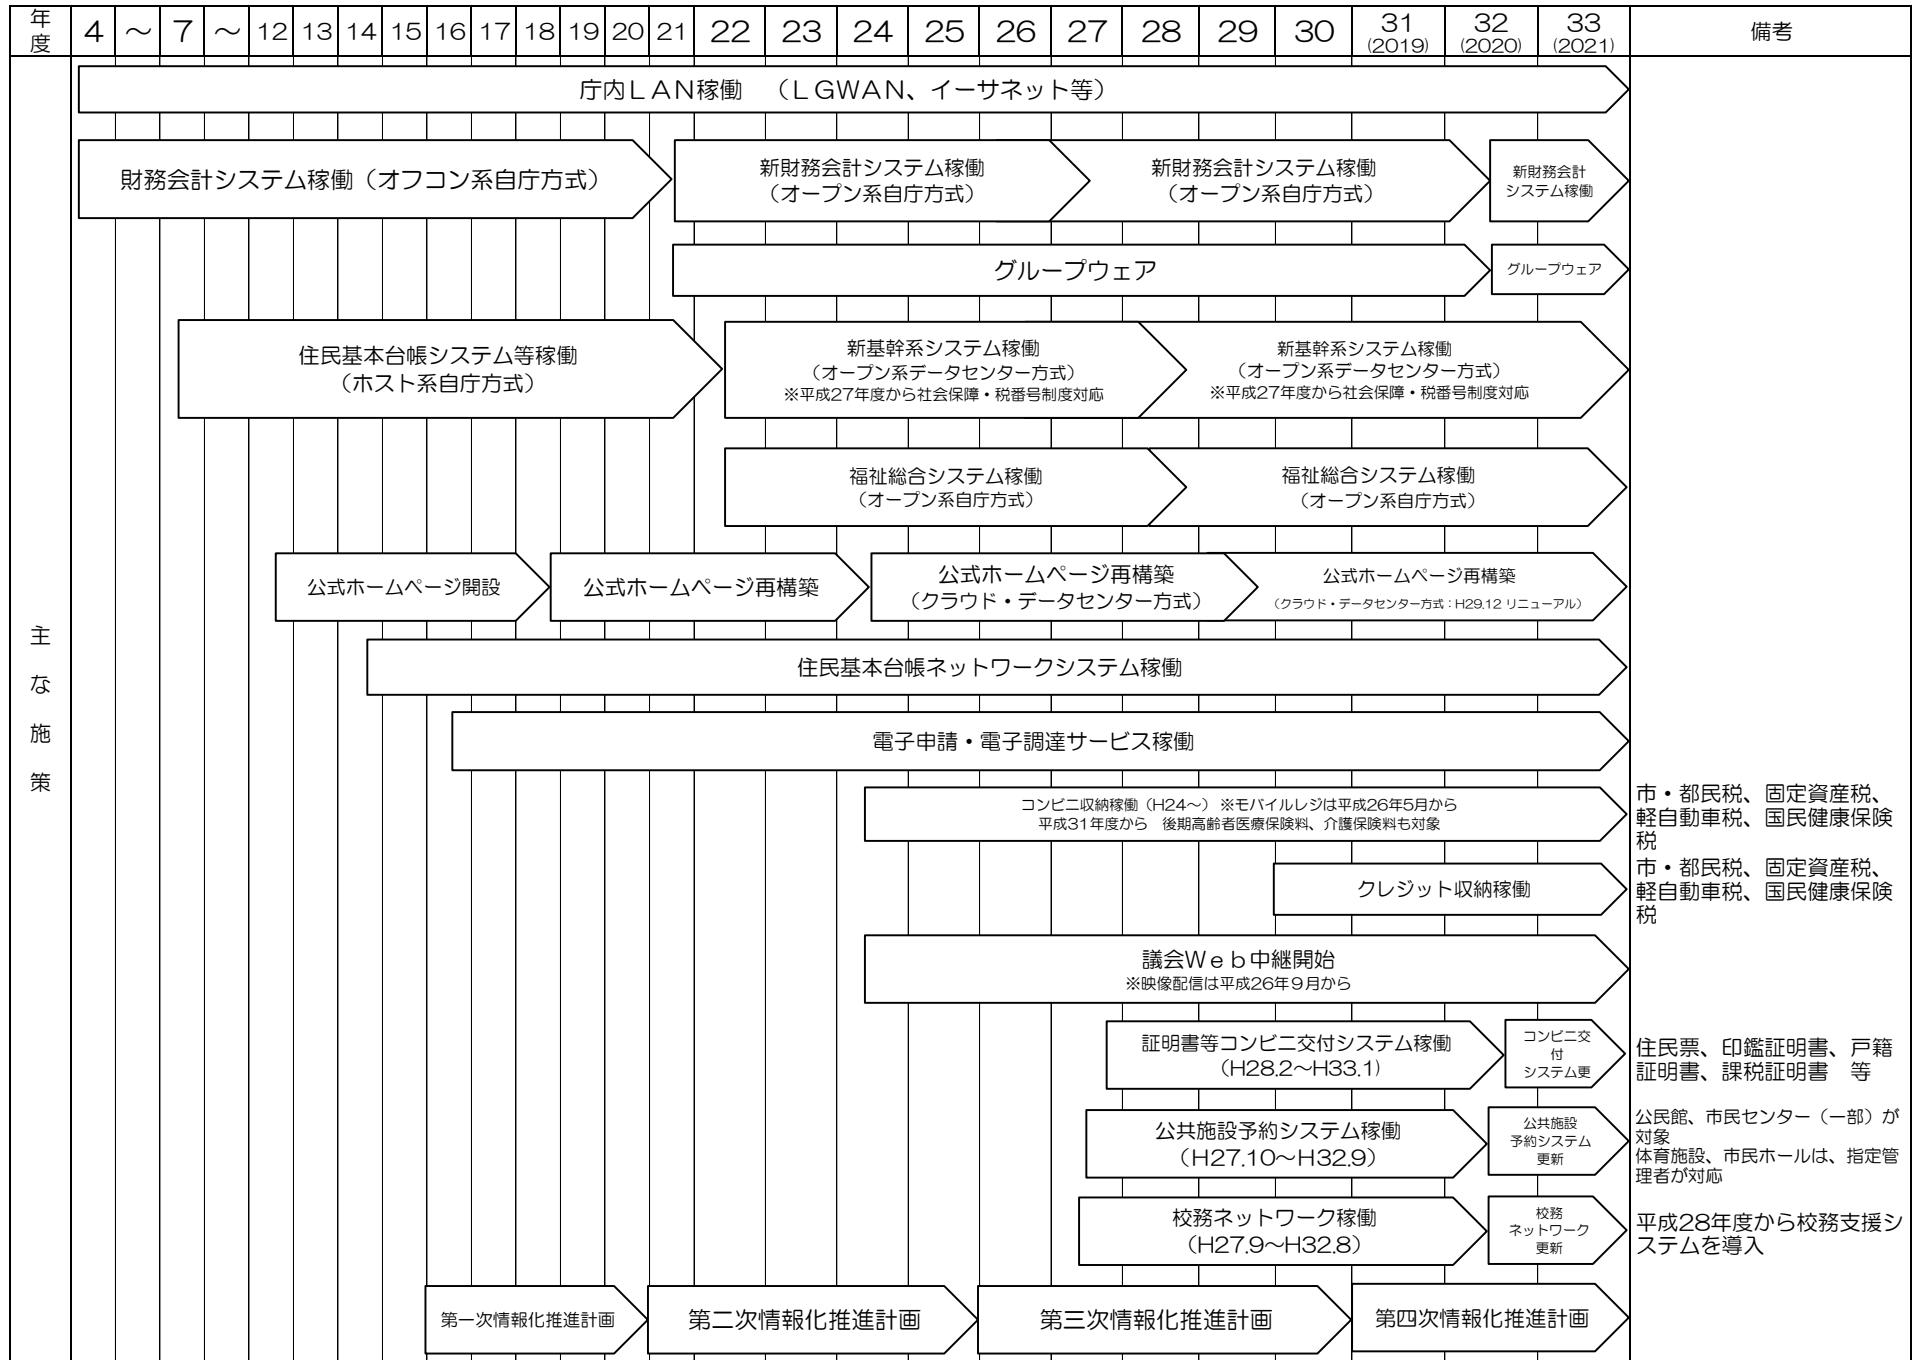 年度 4 ～ 7 ～ 12 13 14 15 16 17 18 19 20 21 22 23 24 25 26 27 28 29 30 31 32 33 備考
(2019) (2020) (2021)
庁内ＬＡＮ稼働　（ＬＧＷＡＮ、イーサネット等）
財務会計システム稼働（オフコン系自庁方式）
新財務会計システム稼働
（オープン系自庁方式）
新財務会計システム稼働
（オープン系自庁方式）
新財務会計
システム稼働
グループウェア
グループウェア
住民基本台帳システム等稼働
（ホスト系自庁方式）
新基幹系システム稼働
（オープン系データセンター方式）
※平成27年度から社会保障・税番号制度対応
新基幹系システム稼働
（オープン系データセンター方式）
※平成27年度から社会保障・税番号制度対応
福祉総合システム稼働
（オープン系自庁方式）
福祉総合システム稼働
（オープン系自庁方式）
公式ホームページ開設
公式ホームページ再構築
公式ホームページ再構築
（クラウド・データセンター方式）
公式ホームページ再構築
（クラウド・データセンター方式：H29.12 リニューアル）
主な施策
住民基本台帳ネットワークシステム稼働
電子申請・電子調達サービス稼働
コンビニ収納稼働（H24～） ※モバイルレジは平成26年5月から
平成31年度から　後期高齢者医療保険料、介護保険料も対象
市・都民税、固定資産税、
軽自動車税、国民健康保険
税
クレジット収納稼働
市・都民税、固定資産税、
軽自動車税、国民健康保険
税
議会Ｗｅｂ中継開始
※映像配信は平成26年９月から
証明書等コンビニ交付システム稼働
（H28.2～H33.1)
コンビニ交
付
システム更
住民票、印鑑証明書、戸籍
証明書、課税証明書　等
公共施設予約システム稼働
（H27.10～H32.9）
公共施設
予約システム
更新
公民館、市民センター（一部）が
対象
体育施設、市民ホールは、指定管
理者が対応
校務ネットワーク稼働
（H27.9～H32.8）
校務
ネットワーク
更新
平成28年度から校務支援シ
ステムを導入
第一次情報化推進計画
第二次情報化推進計画
第三次情報化推進計画
第四次情報化推進計画